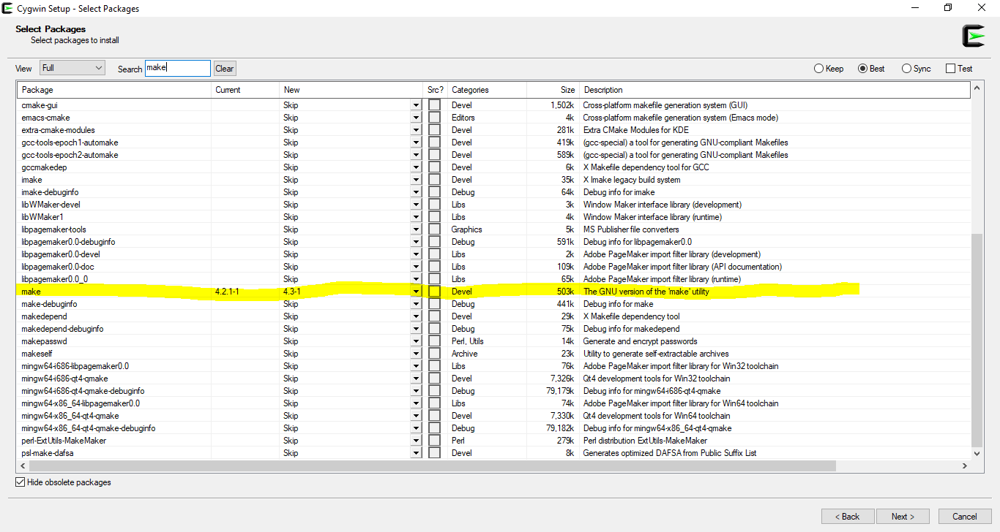 Cygwin Setup - Select Packages
Select Packages
Select packages to install
View Full Search make Clear Keep Best Sync Test
Package Current New Src? Categories Size Description
cmake-gui Skip Devel 1,502k Cross-platform makefile generation system (GUI)
emacs-cmake Skip Editors 4k Cross-platform makefile generation system (Emacs mode)
extra-cmake-modules Skip Devel 281k Extra CMake Modules for KDE
gcc-tools-epoch1-automake Skip Devel 419k (gcc-special) a tool for generating GNU-compliant Makefiles
gcc-tools-epoch2-automake Skip Devel 589k (gcc-special) a tool for generating GNU-compliant Makefiles
gccmakedep Skip Devel 6k X Makefile dependency tool for GCC
imake Skip Devel 35k X Imake legacy build system
imake-debuginfo Skip Debug 64k Debug info for imake
libWMaker-devel Skip Libs 3k Window Maker interface library (development)
libWMaker1 Skip Libs 4k Window Maker interface library (runtime)
libpagemaker-tools Skip Graphics 5k MS Publisher file converters
libpagemaker0.0-debuginfo Skip Debug 591k Debug info for libpagemaker0.0
libpagemaker0.0-devel Skip Libs 2k Adobe PageMaker import filter library (development)
libpagemaker0.0-doc Skip Libs 109k Adobe PageMaker import filter library (API documentation)
libpagemaker0.0_0 Skip Libs 65k Adobe PageMaker import filter library (runtime)
make 4.2.1-1 4.3-1 Devel 503k The GNU version of the 'make' utility
make-debuginfo Skip Debug 441k Debug info for make
makedepend Skip Devel 29k X Makefile dependency tool
makedepend-debuginfo Skip Debug 75k Debug info for makedepend
makepasswd Skip Perl, Utils 14k Generate and encrypt passwords
makeself Skip Archive 23k Utility to generate self-extractable archives
mingw64-i686-libpagemaker0.0 Skip Libs 76k Adobe PageMaker import filter library for Win32 toolchain
mingw64-i686-qt4-qmake Skip Devel 7,326k Qt4 development tools for Win32 toolchain
mingw64-i686-qt4-qmake-debuginfo Skip Debug 79,179k Debug info for mingw64-i686-qt4-qmake
mingw64-x86_64-libpagemaker0.0 Skip Libs 74k Adobe PageMaker import filter library for Win64 toolchain
mingw64-x86_64-qt4-qmake Skip Devel 7,330k Qt4 development tools for Win64 toolchain
mingw64-x86_64-qt4-qmake-debuginfo Skip Debug 79,182k Debug info for mingw64-x86_64-qt4-qmake
perl-ExtUtils-MakeMaker Skip Perl 279k Perl distribution ExtUtils-MakeMaker
psl-make-dafsa Skip Devel 8k Generates optimized DAFSA from Public Suffix List
Hide obsolete packages
< Back Next > Cancel